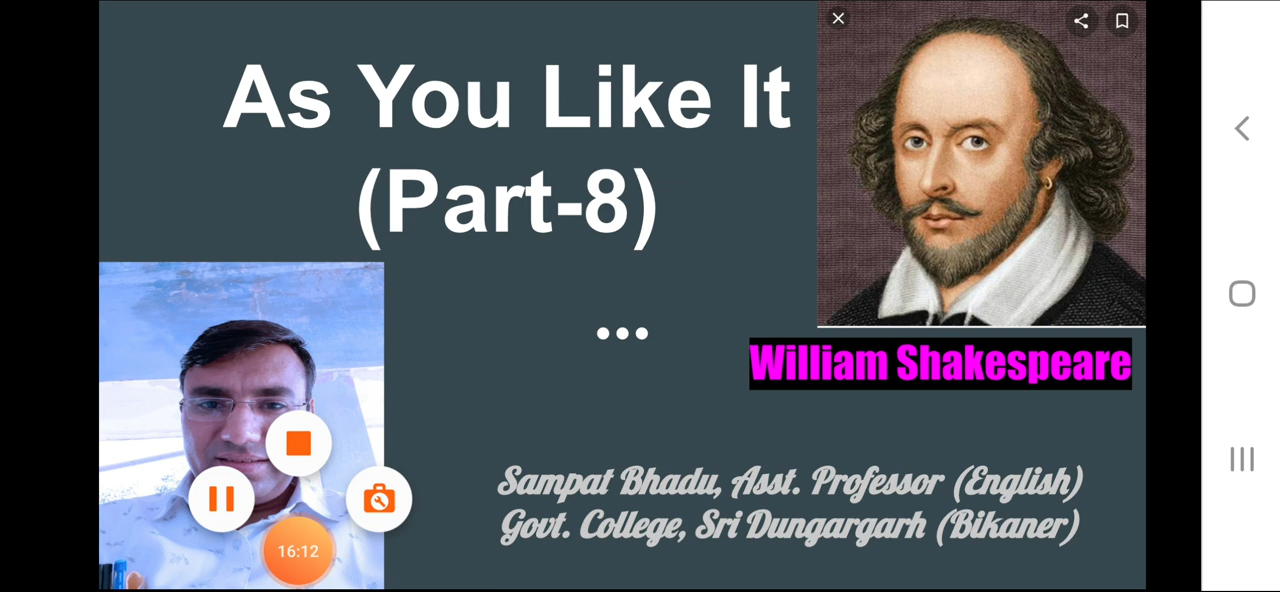 As You Like It
(Part-8)
...
William Shakespeare
Sampat Bhadu, Asst. Professor (English)
Govt. College, Sri Dungargarh (Bikaner)
16:12